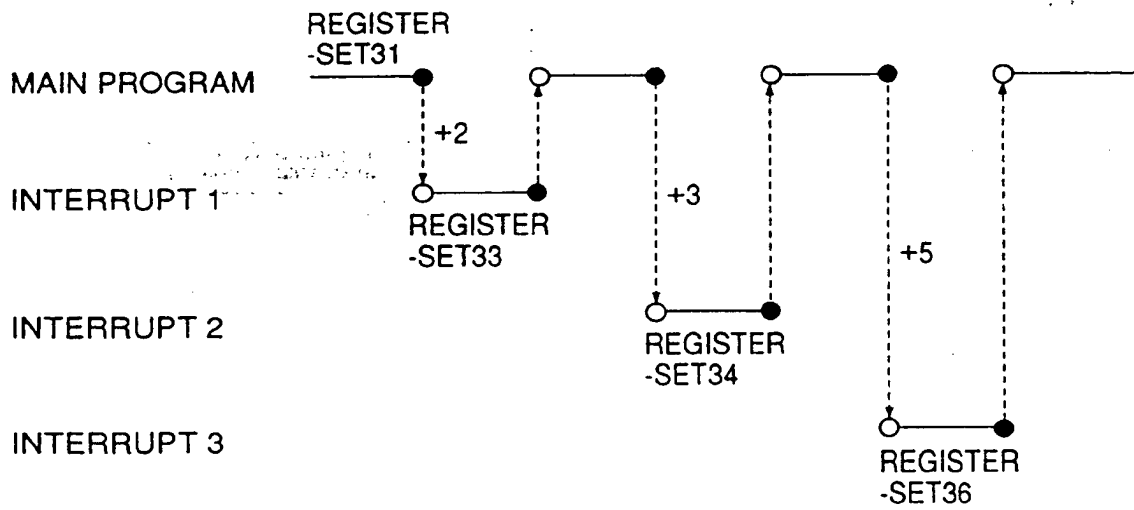 REGISTER
-SET31
MAIN PROGRAM
+2
INTERRUPT 1
REGISTER
-SET33
+3
+5
INTERRUPT 2
REGISTER
-SET34
INTERRUPT 3
REGISTER
-SET36